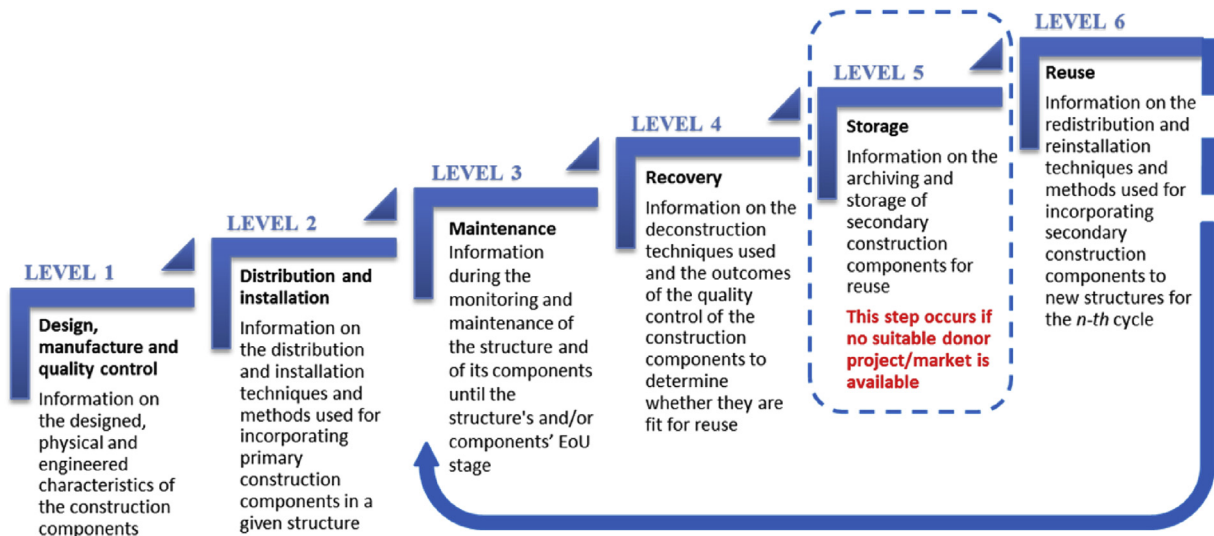 LEVEL 1
Design,
manufacture and
quality control
Information on
the designed,
physical and
engineered
characteristics of
the construction
components
LEVEL 2
Distribution and
installation
Information on
the distribution
and installation
techniques and
methods used for
incorporating
primary
construction
components in a
given structure
LEVEL 3
Maintenance
Information
during the
monitoring and
maintenance of
the structure and
of its components
until the
structure's and/or
components’ EoU
stage
LEVEL 4
Recovery
Information on the
deconstruction
techniques used
and the outcomes
of the quality
control of the
construction
components to
determine
whether they are
fit for reuse
LEVEL 5
Storage
Information on the
archiving and
storage of
secondary
construction
components for
reuse
This step occurs if
no suitable donor
project/market is
available
LEVEL 6
Reuse
Information on the
redistribution and
reinstallation
techniques and
methods used for
incorporating
secondary
construction
components to
new structures for
the n-th cycle